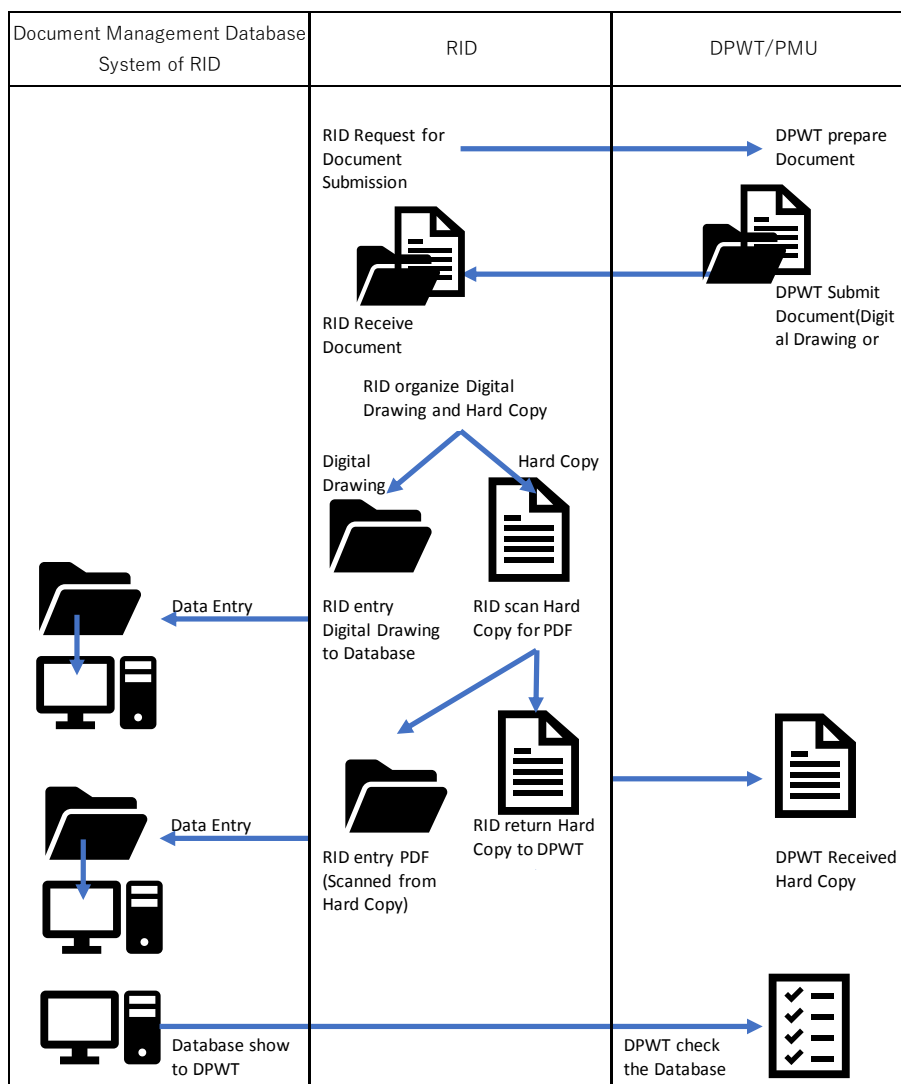 Document Management Database
System of RID
RID
DPWT/PMU
RID Request for
Document
Submission
DPWT prepare
Document
RID Receive
Document
DPWT Submit
Document(Digit
al Drawing or
RID organize Digital
Drawing and Hard Copy
Digital
Drawing
Hard Copy
Data Entry
RID entry
Digital Drawing
to Database
RID scan Hard
Copy for PDF
Data Entry
RID entry PDF
(Scanned from
Hard Copy)
RID return Hard
Copy to DPWT
DPWT Received
Hard Copy
Database show
to DPWT
DPWT check
the Database